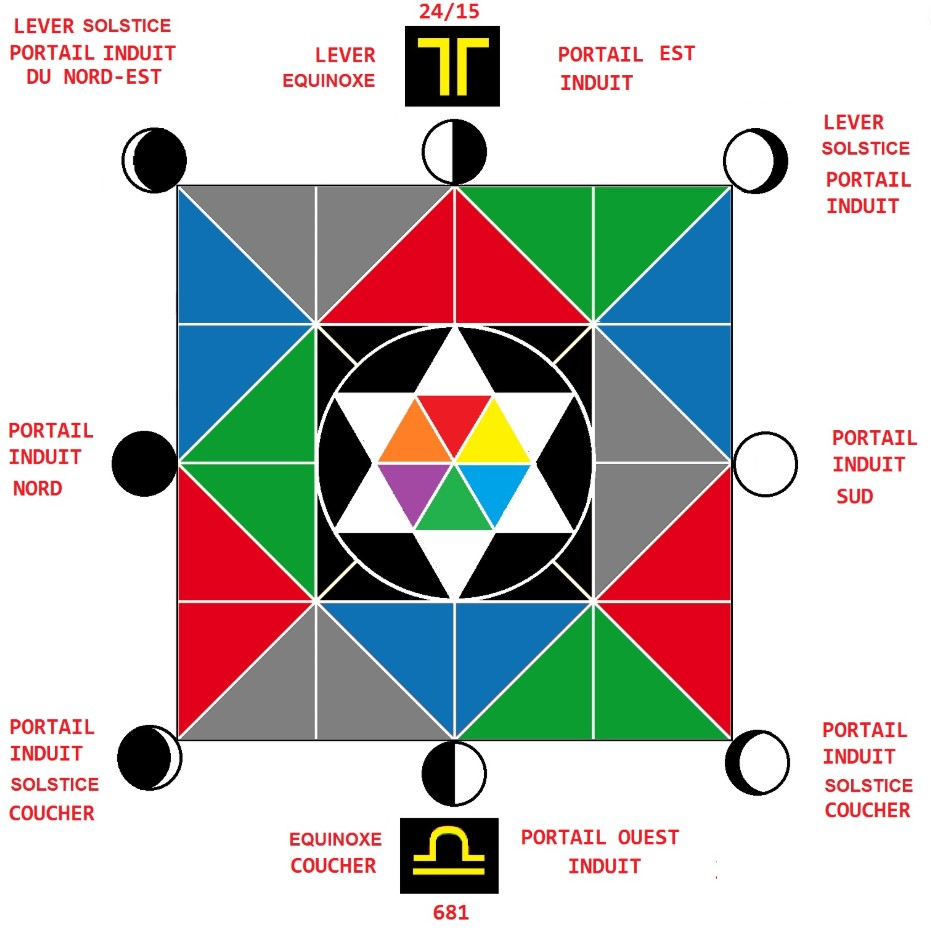 LEVER SOLSTICE
PORTAIL INDUIT
DU NORD-EST
24/15
LEVER
EQUINOXE
PORTAIL EST
INDUIT
LEVER
SOLSTICE
PORTAIL
INDUIT
PORTAIL
INDUIT
NORD
PORTAIL
INDUIT
SUD
PORTAIL
INDUIT
SOLSTICE
COUCHER
EQUINOXE
COUCHER
PORTAIL OUEST
INDUIT
681
PORTAIL
INDUIT
SOLSTICE
COUCHER